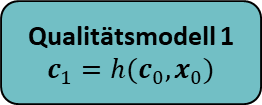 Qualitätsmodell 1
𝒄₁ = ℎ(𝒄₀, 𝒙₀)